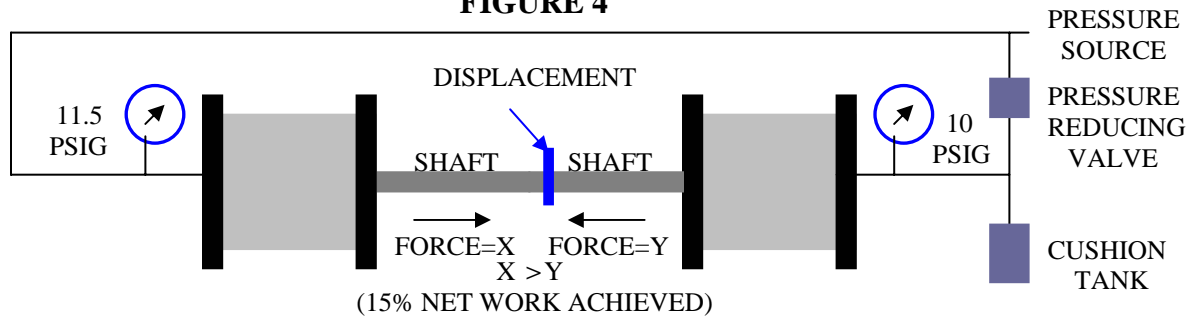 FIGURE 4
PRESSURE
SOURCE
DISPLACEMENT
11.5
PSIG
10
PSIG
PRESSURE
REDUCING
VALVE
SHAFT
SHAFT
FORCE=X
FORCE=Y
X >Y
(15% NET WORK ACHIEVED)
CUSHION
TANK